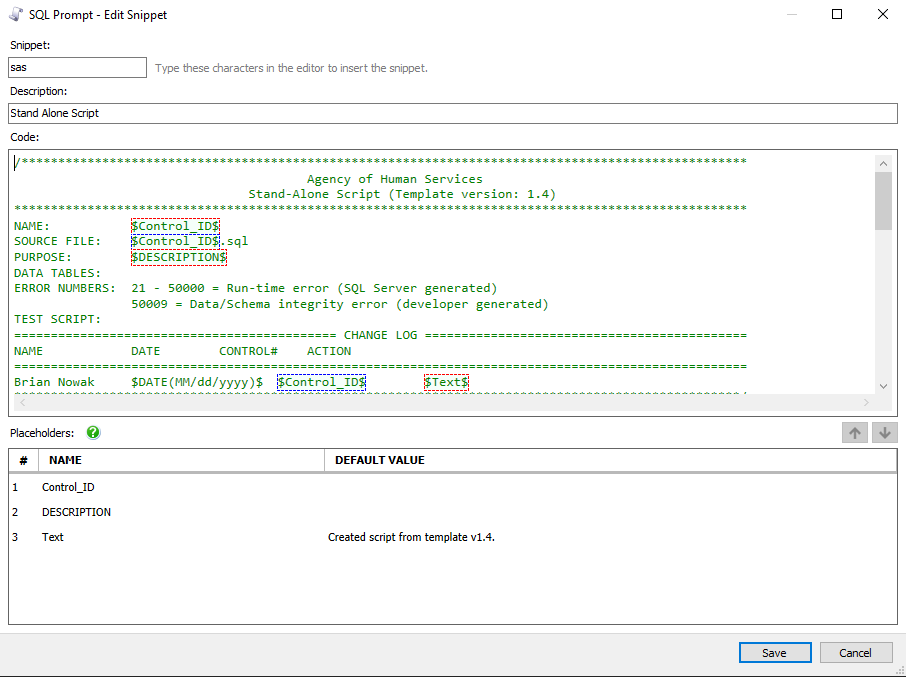 SQL Prompt - Edit Snippet
Snippet:
sas
Type these characters in the editor to insert the snippet.
Description:
Stand Alone Script
Code:
/***************************************************************************************************
Agency of Human Services
Stand-Alone Script (Template version: 1.4)
****************************************************************************************************
NAME: $Control_ID$
SOURCE FILE: $Control_ID$.sql
PURPOSE: $DESCRIPTION$
DATA TABLES:
ERROR NUMBERS: 21 - 50000 = Run-time error (SQL Server generated)
50009 = Data/Schema integrity error (developer generated)
TEST SCRIPT:
============================================ CHANGE LOG ============================================
NAME DATE CONTROL# ACTION
====================================================================================================
Brian Nowak $DATE(MM/dd/yyyy)$ $Control_ID$ $Text$
Placeholders: ?
# NAME DEFAULT VALUE
1 Control_ID
2 DESCRIPTION
3 Text Created script from template v1.4.
Save Cancel